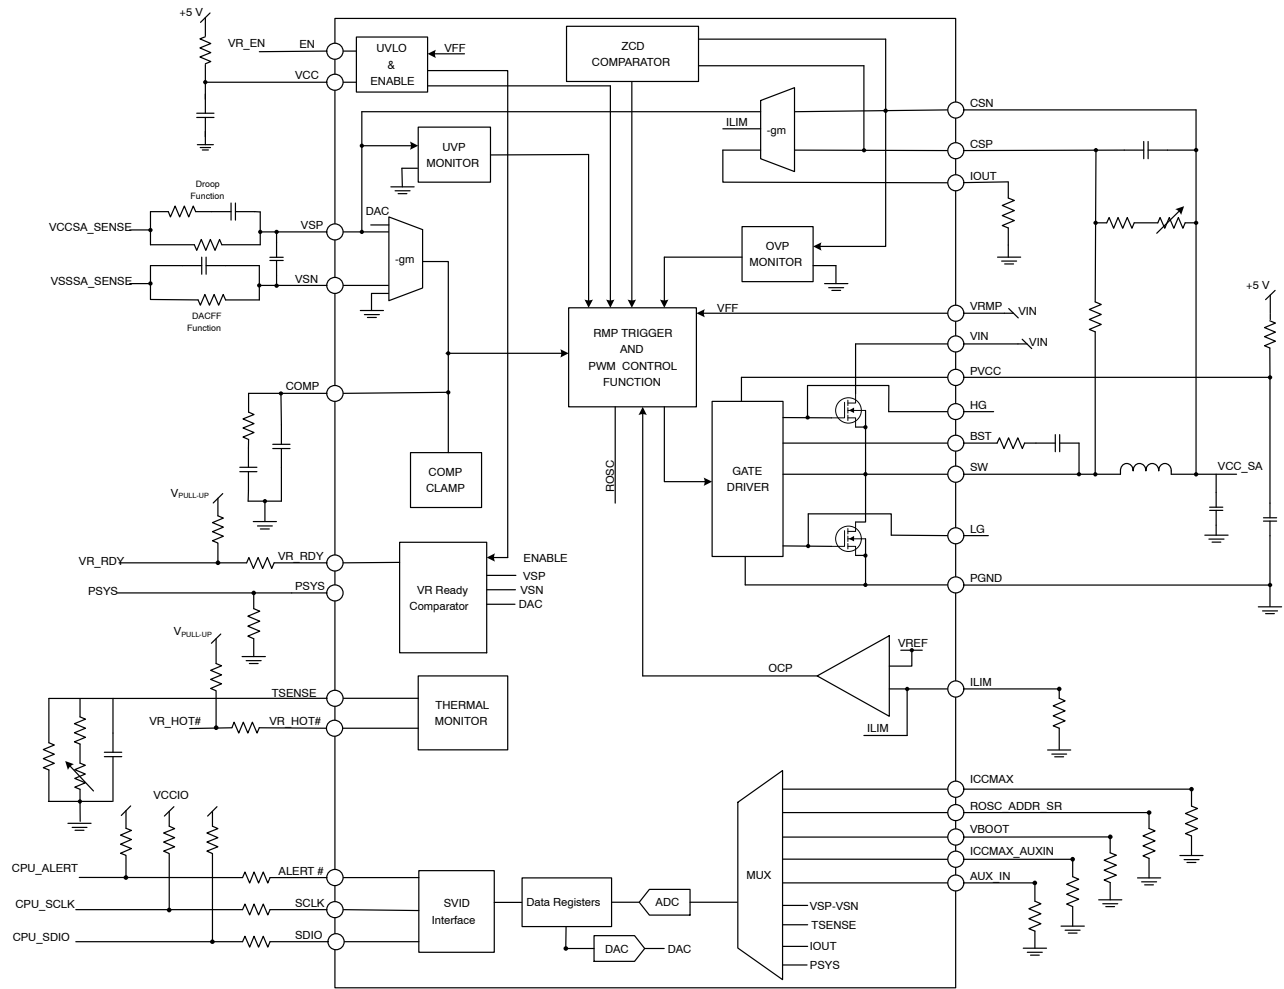 +5 V
VR_EN
EN
VCC
UVLO
&
ENABLE
VFF
ZCD
COMPARATOR
UVP
MONITOR
ILIM
-gm
CSN
CSP
IOUT
Droop
Function
VCCSA_SENSE
VSP
DAC
-gm
VSSSA_SENSE
VSN
DACFF
Function
OVP
MONITOR
+5 V
VFF
VRMP
VIN
VIN
VIN
RMP TRIGGER
AND
PWM CONTROL
FUNCTION
PVCC
HG
BST
SW
VCC_SA
LG
PGND
COMP
COMP
CLAMP
GATE
DRIVER
ROSC
VPULL-UP
VR_RDY
VR_RDY
PSYS
PSYS
VR Ready
Comparator
ENABLE
VSP
VSN
DAC
VPULL-UP
OCP
VREF
ILIM
ILIM
TSENSE
VR_HOT#
VR_HOT#
THERMAL
MONITOR
VCCIO
ICCMAX
ROSC_ADDR_SR
VBOOT
ICCMAX_AUXIN
AUX_IN
CPU_ALERT
ALERT #
CPU_SCLK
SCLK
CPU_SDIO
SDIO
SVID
Interface
Data Registers
ADC
MUX
DAC
DAC
VSP-VSN
TSENSE
IOUT
PSYS